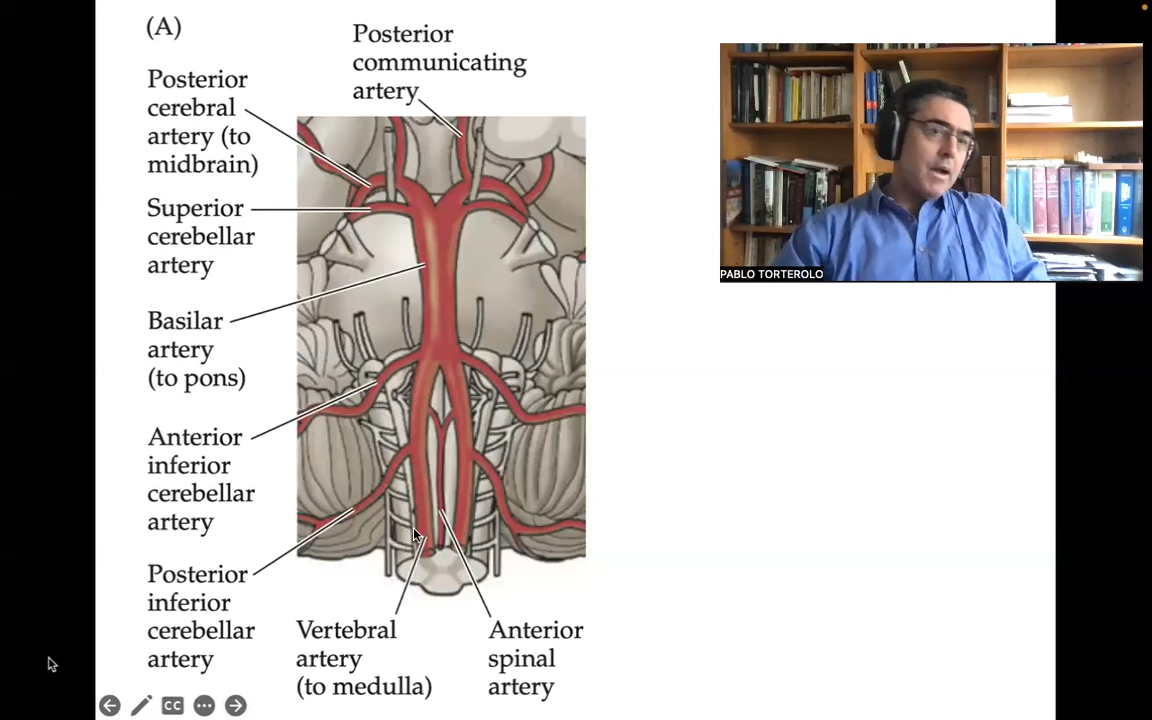 (A)
Posterior
communicating
artery
Posterior
cerebral
artery (to
midbrain)
Superior
cerebellar
artery
Basilar
artery
(to pons)
Anterior
inferior
cerebellar
artery
Posterior
inferior
cerebellar
artery
Vertebral
artery
(to medulla)
Anterior
spinal
artery
PABLO TORTEROLO
CC